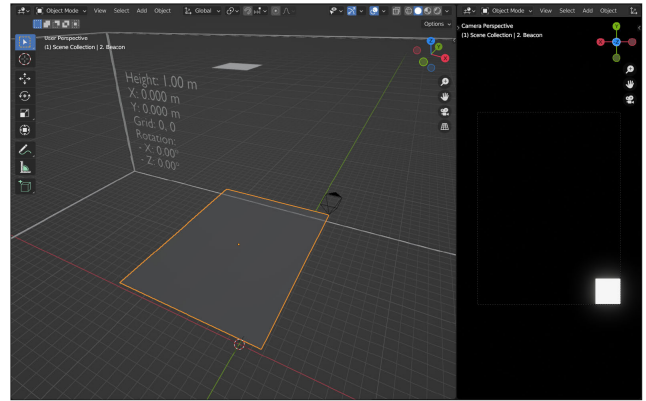 Object Mode
View
Select
Add
Object
Global
Options
User Perspective
(1) Scene Collection | 2. Beacon
Height: 1.00 m
X: 0.000 m
Y: 0.000 m
Grid: 0, 0
Rotation:
- X: 0.00°
- Z: 0.00°
Z
Y
X
Object Mode
View
Select
Add
Object
Camera Perspective
(1) Scene Collection | 2. Beacon
Y
X
Z